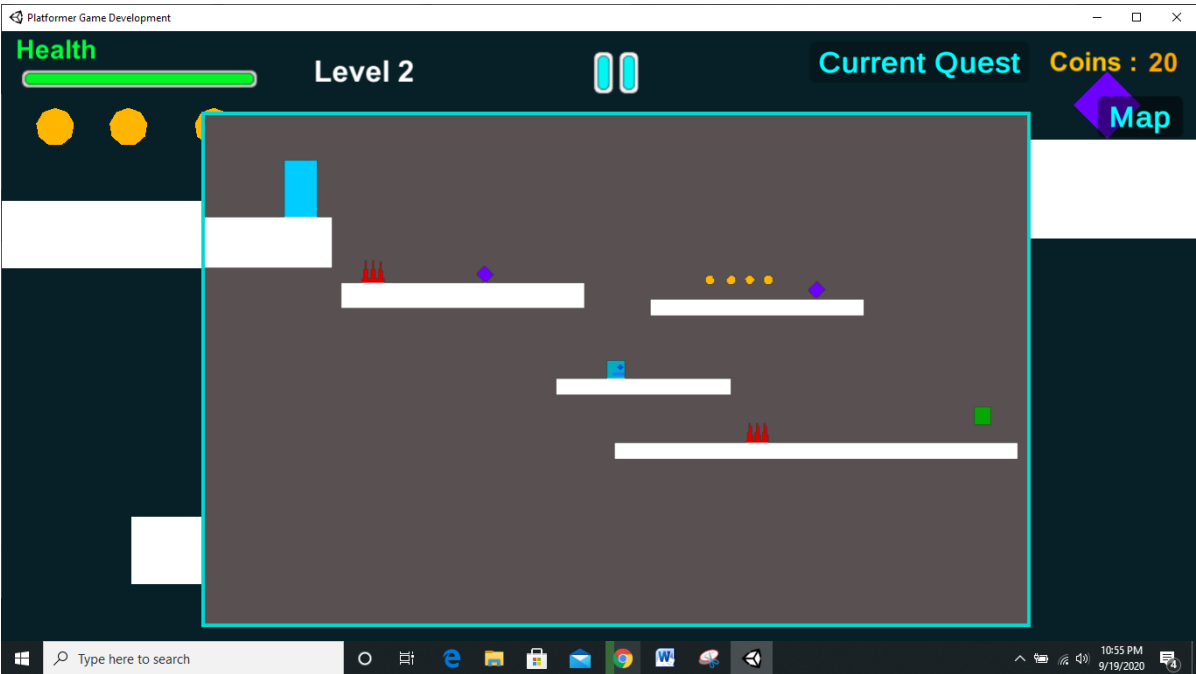 Platformer Game Development
Health
Level 2
Current Quest
Coins : 20
Map
Type here to search
10:55 PM
9/19/2020
4